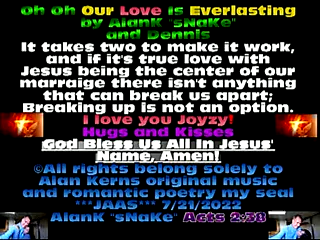 Oh Oh Our Love is Everlasting
by AlanK "sNaKe"
and Dennis
It takes two to make it work,
and if it's true love with
Jesus being the center of our
marraige there isn't anything
that can break us apart;
Breaking up is not an option.
I love you Joyzy!
Hugs and Kisses
God Bless Us All In Jesus'
Name, Amen!
©All rights belong solely to
Alan Kerns original music
and romantic poetry my seal
***JAAS*** 7/21/2022
AlanK "sNaKe" Acts 2:38